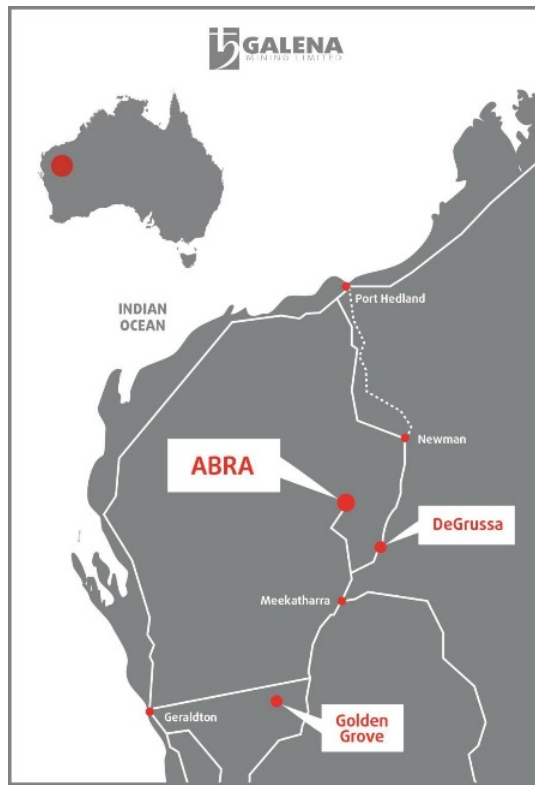 GALENA
MINING LIMITED
INDIAN
OCEAN
Port Hedland
Newman
ABRA
DeGrussa
Meekatharra
Geraldton
Golden
Grove